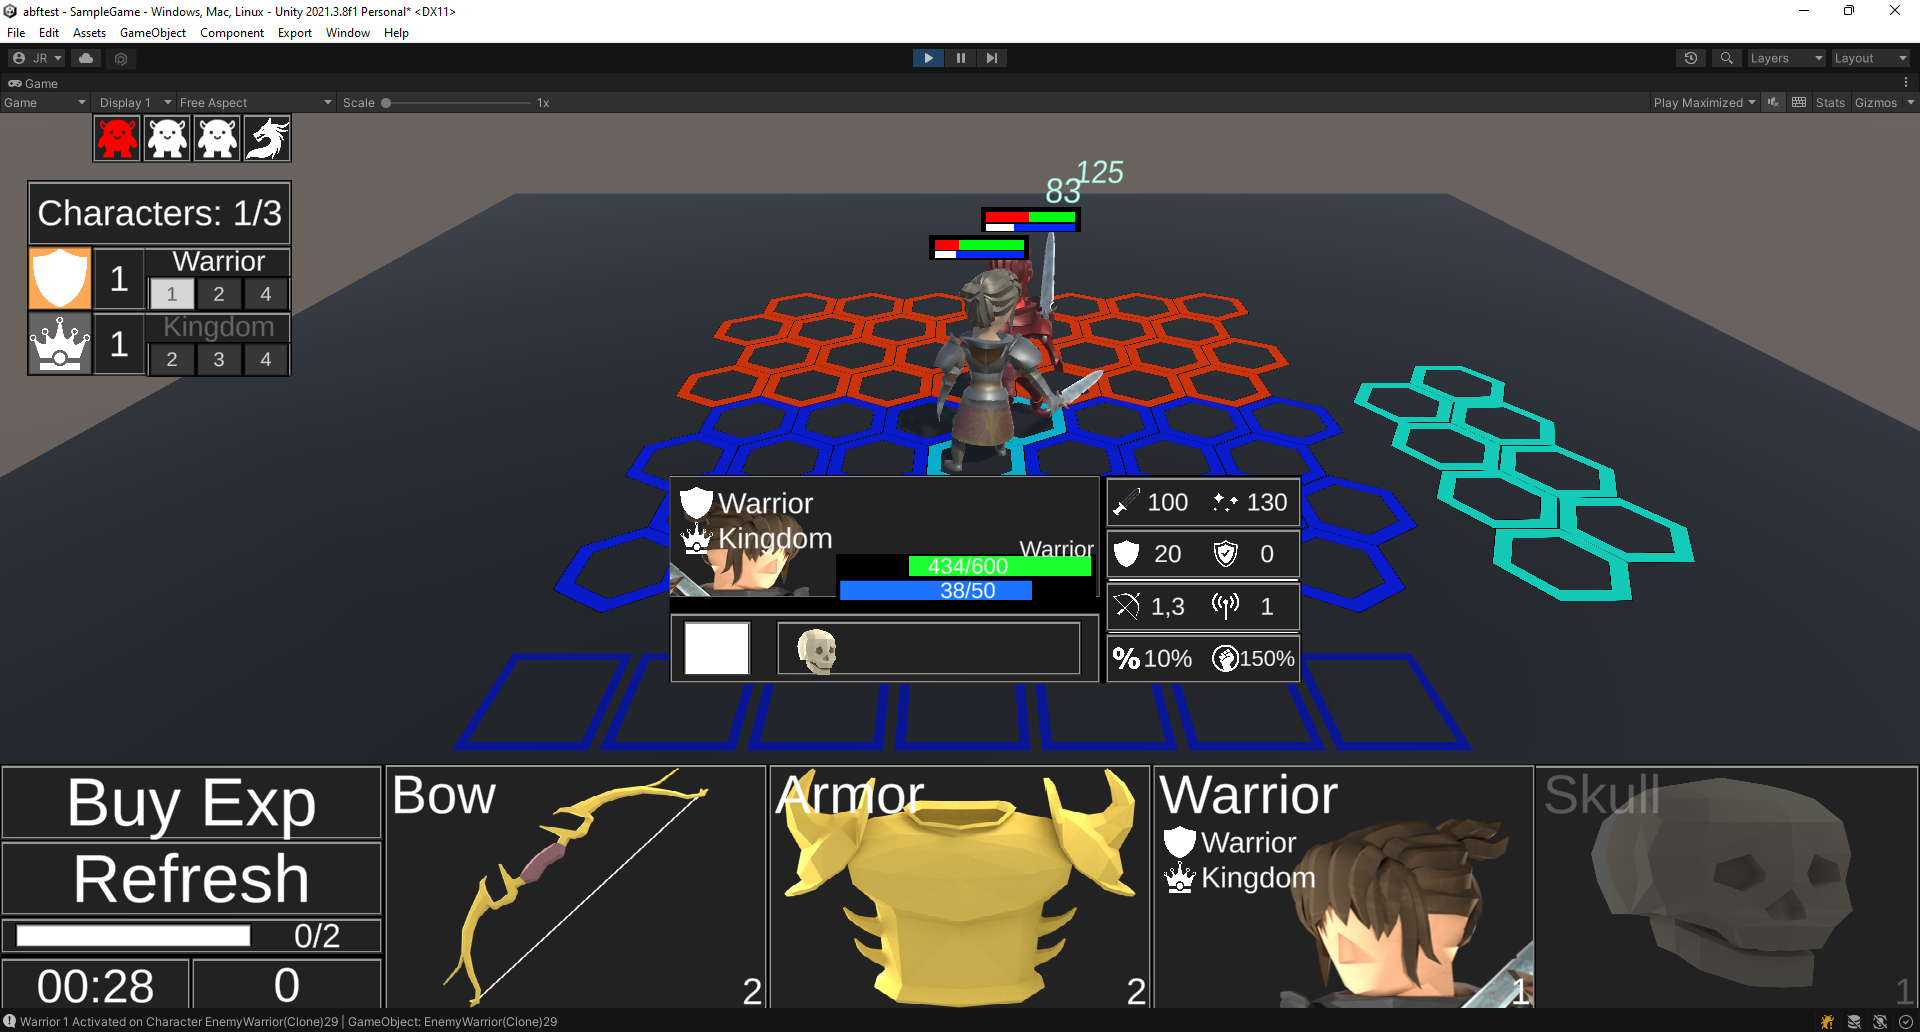 abftest - SampleGame - Windows, Mac, Linux - Unity 2021.3.8f1 Personal* <DX11>
File Edit Assets GameObject Component Export Window Help
JR Layers Layout
Game
Game Display 1 Free Aspect Scale 1x Play Maximized Stats Gizmos
125
83
Characters: 1/3
1 Warrior
1 2 4
1 Kingdom
2 3 4
Warrior
Kingdom
Warrior
434/600
38/50
100 130
20 0
1,3 1
10% 150%
Buy Exp
Refresh
0/2
00:28 0
Bow
2
Armor
2
Warrior
Warrior
Kingdom
1
Skull
1
Warrior 1 Activated on Character EnemyWarrior(Clone)29 | GameObject: EnemyWarrior(Clone)29